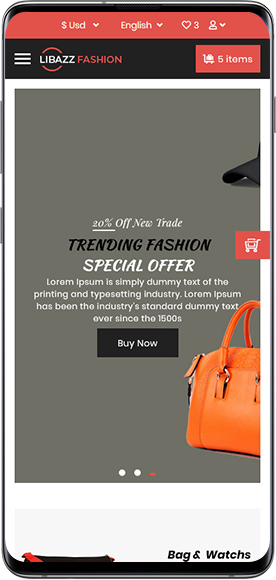 $ Usd English 3
LIBAZZ FASHION 5 items
20% Off New Trade
TRENDING FASHION
SPECIAL OFFER
Lorem Ipsum is simply dummy text of the
printing and typesetting industry. Lorem Ipsum
has been the industry's standard dummy text
ever since the 1500s
Buy Now
Bag & Watchs